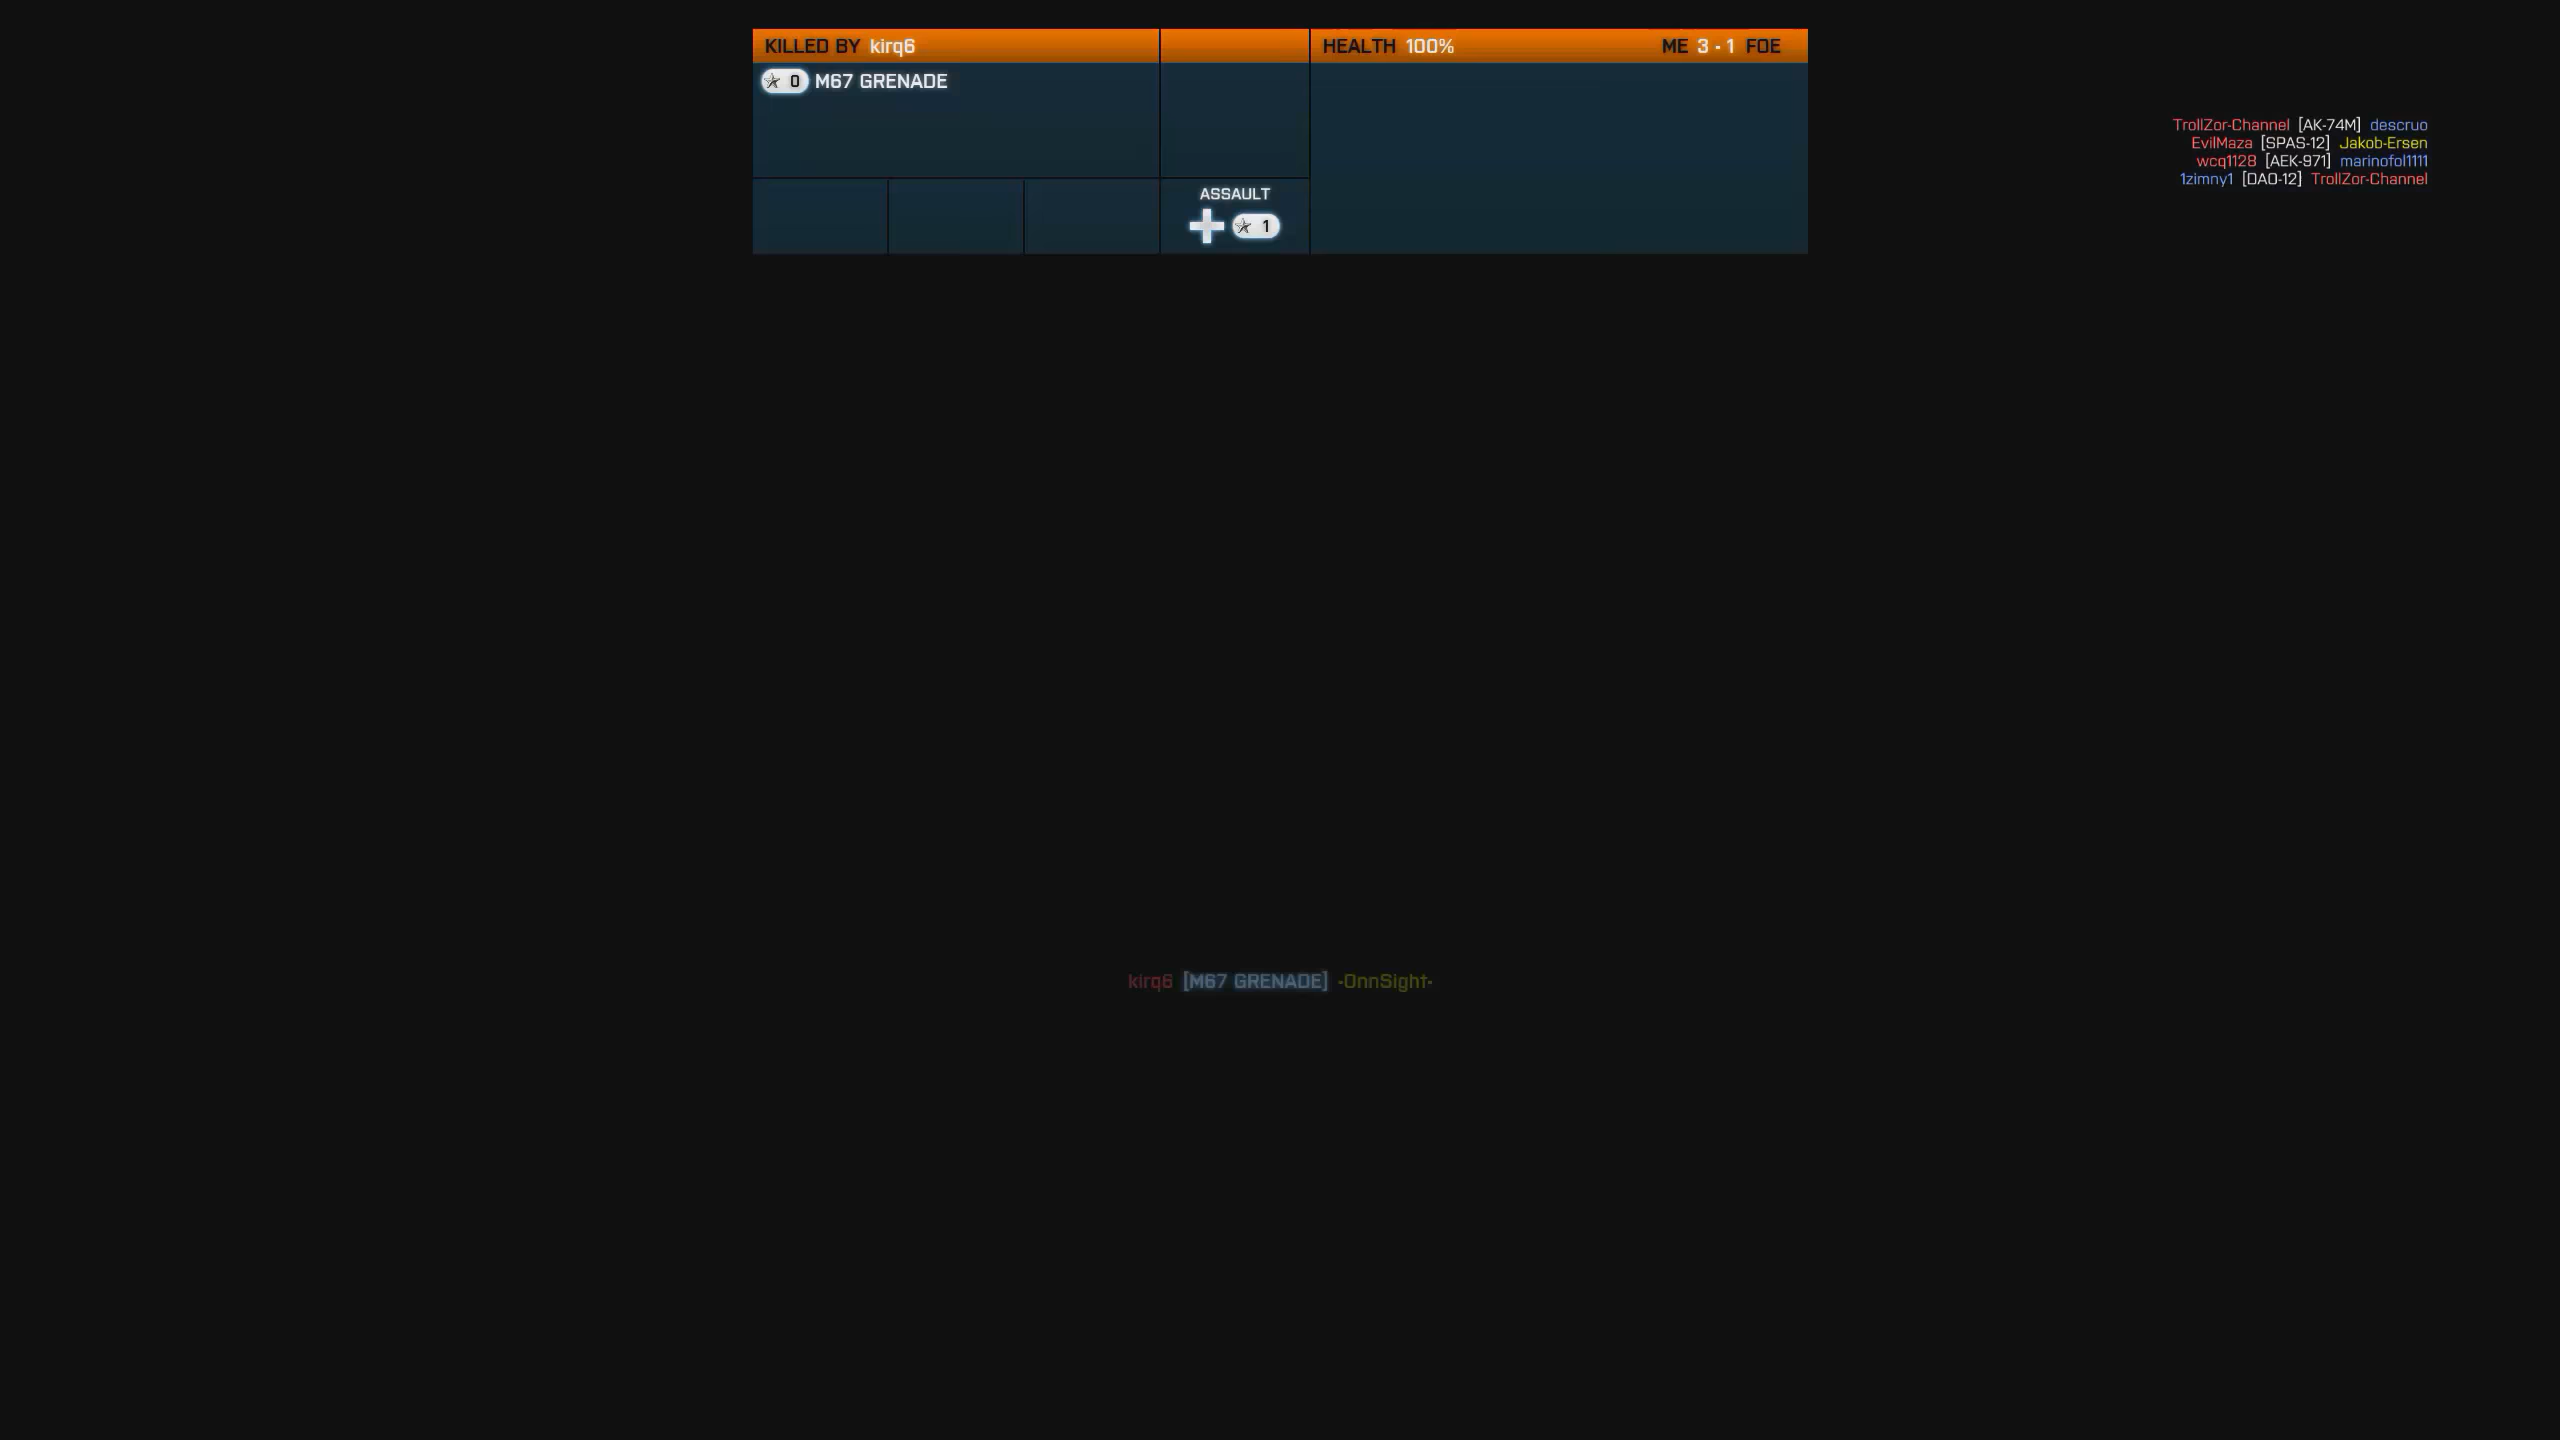 KILLED BY kirq6 HEALTH 100% ME 3 - 1 FOE
0 M67 GRENADE
ASSAULT
1
TrollZor-Channel [AK-74M] descruo
EvilMaza [SPAS-12] Jakob-Ersen
wcq1128 [AEK-971] marinofol1111
1zimny1 [DAO-12] TrollZor-Channel
kirq6 [M67 GRENADE] -OnnSight-